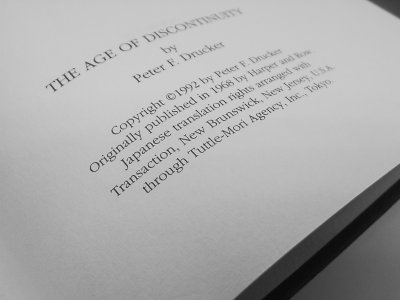 THE AGE OF DISCONTINUITY
by
Peter F. Drucker
Copyright ©1992 by Peter F. Drucker
Originally published in 1968 by Harper and Row
Japanese translation rights arranged with
Transaction, New Brunswick, New Jersey, U.S.A.
through Tuttle-Mori Agency, Inc., Tokyo.